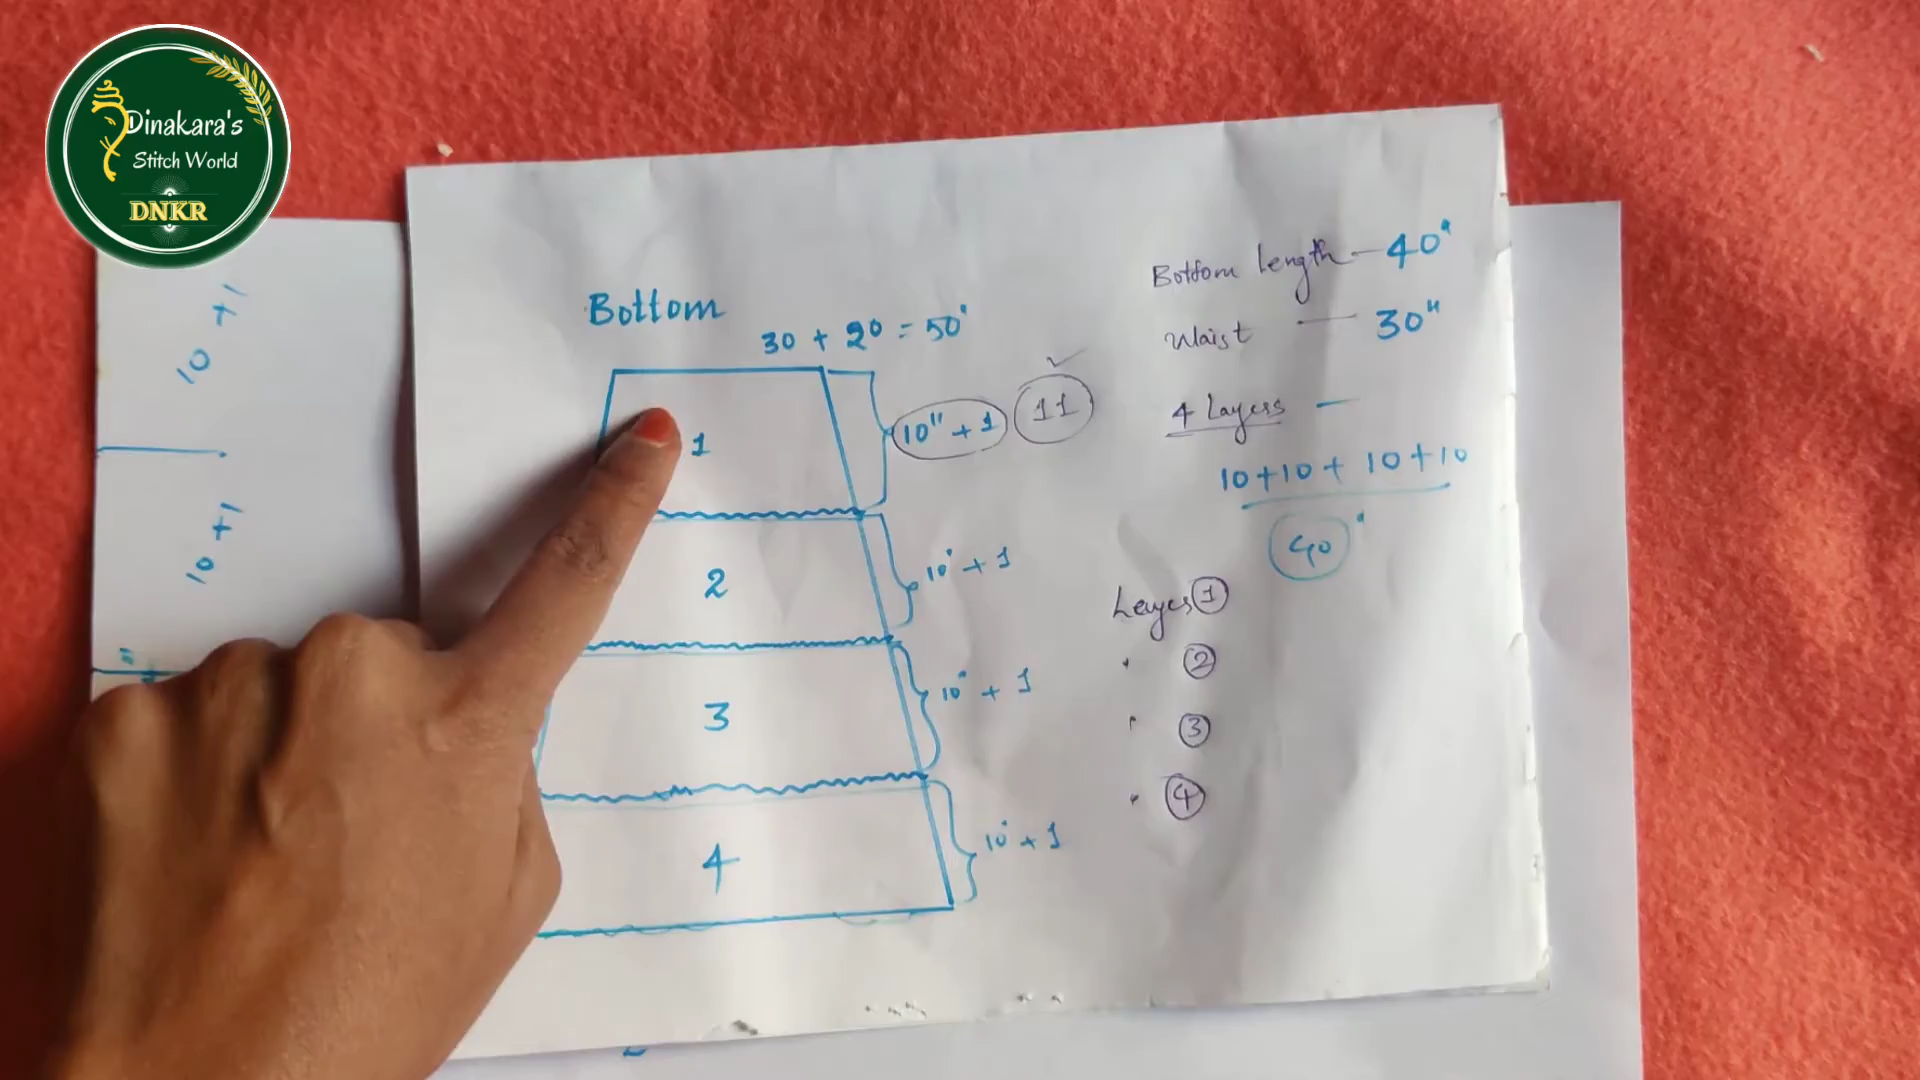 Dinakara's
Stitch World
DNKR
10 +1
10 +1
Bottom
30 + 20 = 50"
1
10" + 1
11
2
10" + 1
3
10" + 1
4
10" + 1
Bottom length - 40"
Waist - 30"
4 Layers -
10+10+10+10
40"
Layers 1
" 2
" 3
" 4